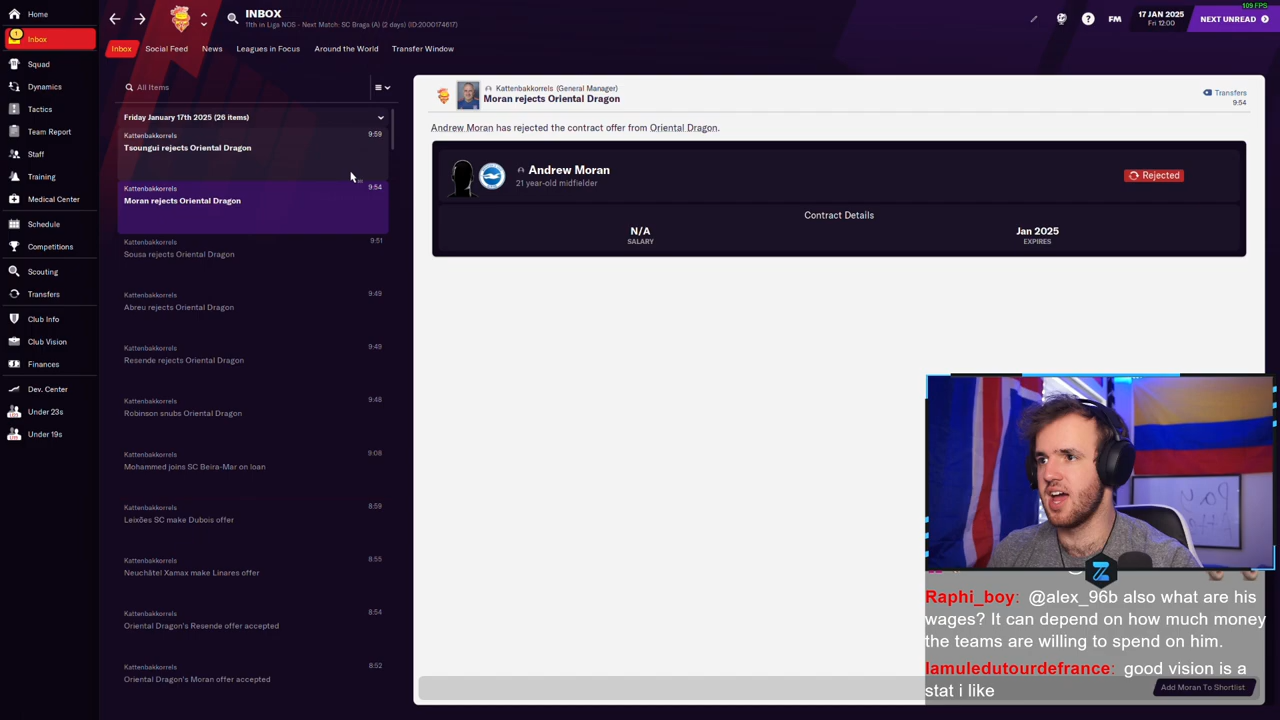 109 FPS
Home
INBOX
11th in Liga NOS - Next Match: SC Braga (A) (2 days) (ID:2000174617)
FM
17 JAN 2025
Fri 12:00
NEXT UNREAD
1
Inbox
Squad
Dynamics
Tactics
Team Report
Staff
Training
Medical Center
Schedule
Competitions
Scouting
Transfers
Club Info
Club Vision
Finances
Dev. Center
Under 23s
Under 19s
Inbox
Social Feed
News
Leagues in Focus
Around the World
Transfer Window
All Items
Friday January 17th 2025 (26 items)
Kattenbakkorrels 9:59
Tsoungui rejects Oriental Dragon
Kattenbakkorrels 9:54
Moran rejects Oriental Dragon
Kattenbakkorrels 9:51
Sousa rejects Oriental Dragon
Kattenbakkorrels 9:49
Abreu rejects Oriental Dragon
Kattenbakkorrels 9:49
Resende rejects Oriental Dragon
Kattenbakkorrels 9:48
Robinson snubs Oriental Dragon
Kattenbakkorrels 9:08
Mohammed joins SC Beira-Mar on loan
Kattenbakkorrels 8:59
Leixões SC make Dubois offer
Kattenbakkorrels 8:55
Neuchâtel Xamax make Linares offer
Kattenbakkorrels 8:54
Oriental Dragon's Resende offer accepted
Kattenbakkorrels 8:52
Oriental Dragon's Moran offer accepted
Kattenbakkorrels (General Manager)
Moran rejects Oriental Dragon
Transfers
9:54
Andrew Moran has rejected the contract offer from Oriental Dragon.
Andrew Moran
21 year-old midfielder
Rejected
Contract Details
N/A
SALARY
Jan 2025
EXPIRES
Raphi_boy: @alex_96b also what are his
wages? It can depend on how much money
the teams are willing to spend on him.
lamuledutourdefrance: good vision is a
stat i like
Add Moran To Shortlist